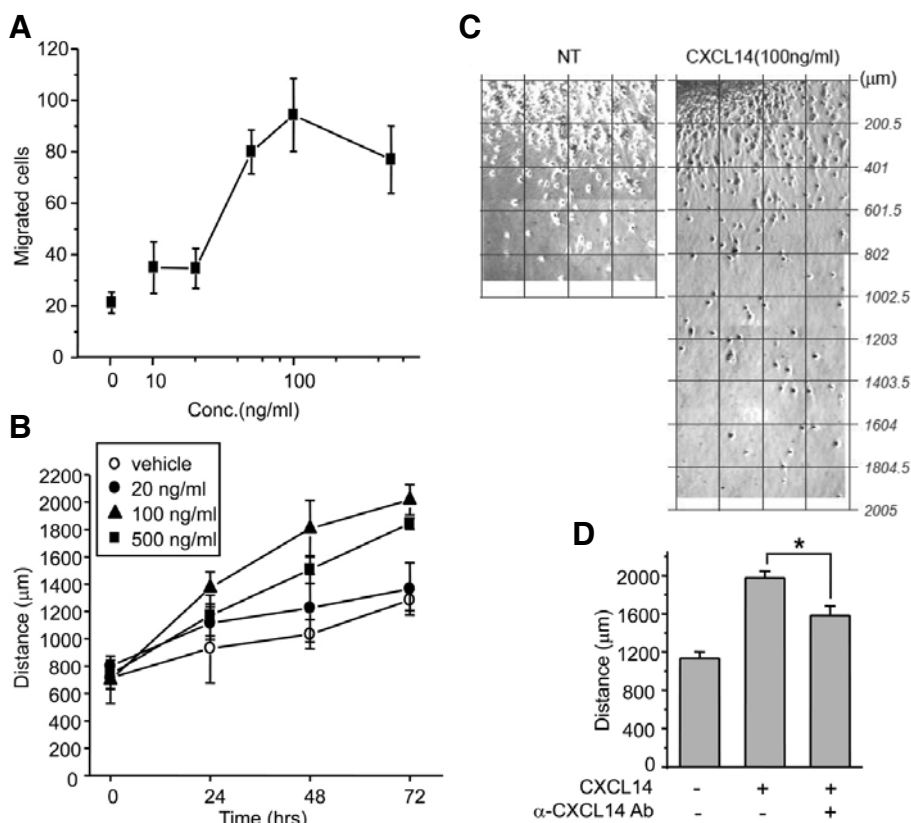 A
120
100
80
60
40
20
0
Migrated cells
0 10 100
Conc.(ng/ml)
B
vehicle
20 ng/ml
100 ng/ml
500 ng/ml
2200
2000
1800
1600
1400
1200
1000
800
600
400
200
0
Distance (μm)
0 24 48 72
Time (hrs)
C
NT CXCL14(100ng/ml)
(μm)
200.5
401
601.5
802
1002.5
1203
1403.5
1604
1804.5
2005
D
*
2000
1600
1200
800
400
0
Distance (μm)
CXCL14 - + +
α-CXCL14 Ab - - +